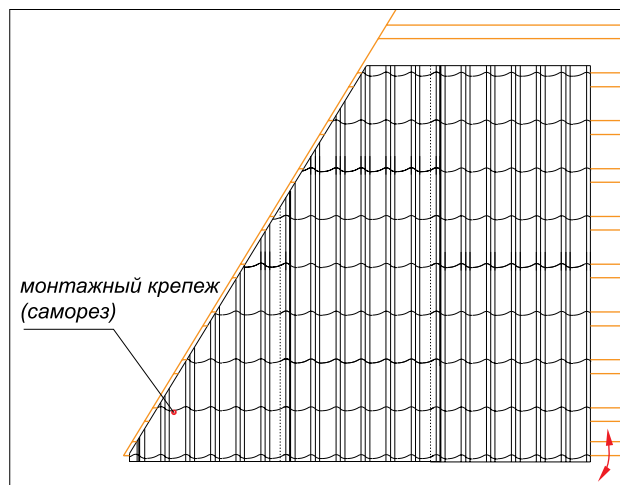 монтажный крепеж
(саморез)